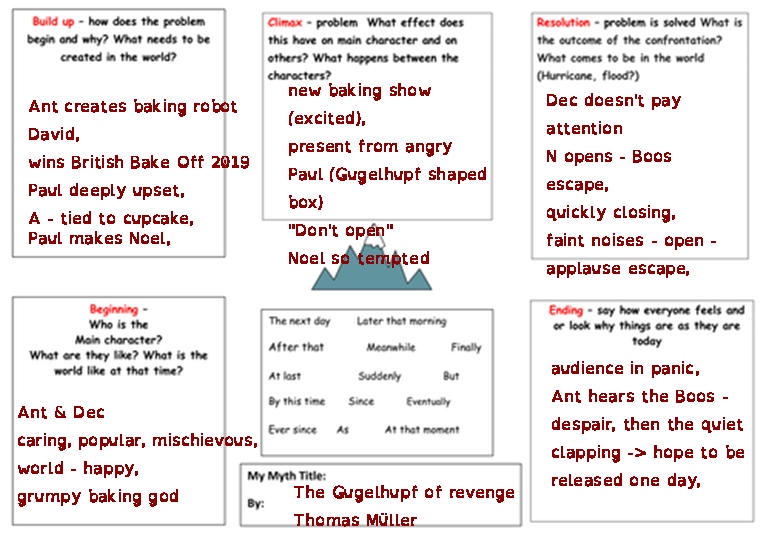 Build up - how does the problem
begin and why? What needs to be
created in the world?
Ant creates baking robot
David,
wins British Bake Off 2019
Paul deeply upset,
A - tied to cupcake,
Paul makes Noel,
Climax - problem What effect does
this have on main character and on
others? What happens between the
characters?
new baking show
(excited),
present from angry
Paul (Gugelhupf shaped
box)
"Don't open"
Noel so tempted
Resolution - problem is solved What is
the outcome of the confrontation?
What comes to be in the world
(Hurricane, flood?)
Dec doesn't pay
attention
N opens - Boos
escape,
quickly closing,
faint noises - open -
applause escape,
Beginning -
Who is the
Main character?
What are they like? What is the
world like at that time?
Ant & Dec
caring, popular, mischievous,
world - happy,
grumpy baking god
The next day Later that morning
After that Meanwhile Finally
At last Suddenly But
By this time Since Eventually
Ever since As At that moment
My Myth Title:
The Gugelhupf of revenge
By:
Thomas Müller
Ending - say how everyone feels and
or look why things are as they are
today
audience in panic,
Ant hears the Boos -
despair, then the quiet
clapping -> hope to be
released one day,